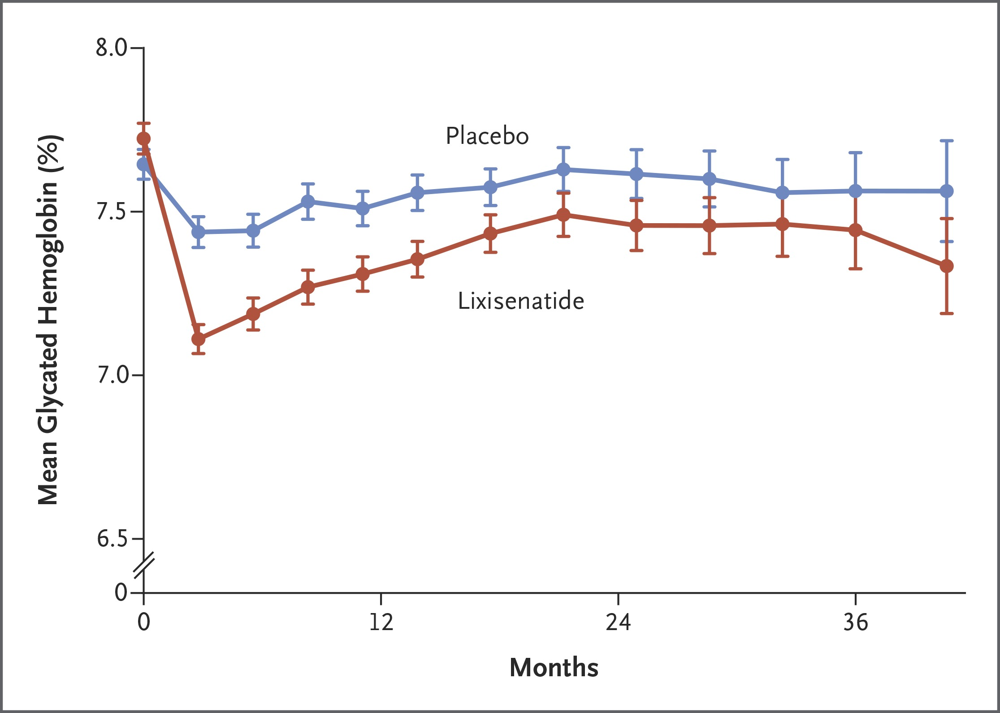 Mean Glycated Hemoglobin (%)
8.0
7.5
7.0
6.5
0
Placebo
Lixisenatide
0 12 24 36
Months